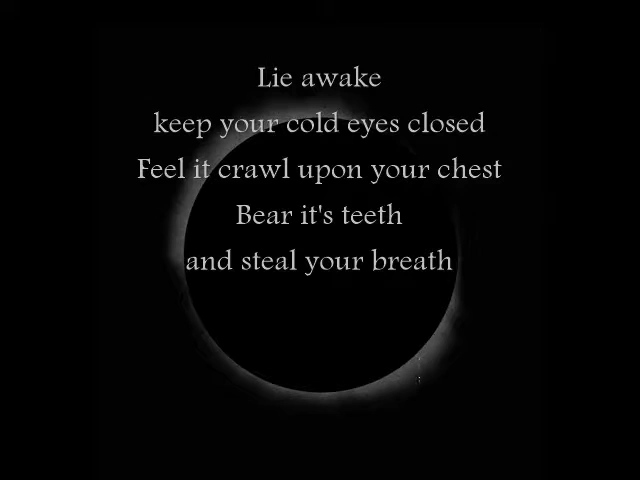 Lie awake
keep your cold eyes closed
Feel it crawl upon your chest
Bear it's teeth
and steal your breath